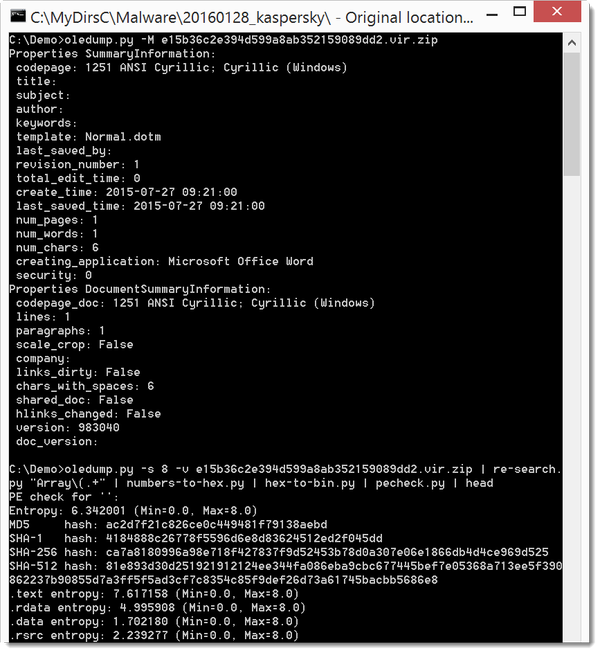 C:\MyDirsC\Malware\20160128_kaspersky\ - Original location...
C:\Demo>oledump.py -M e15b36c2e394d599a8ab352159089dd2.vir.zip
Properties SummaryInformation:
codepage: 1251 ANSI Cyrillic; Cyrillic (Windows)
title:
subject:
author:
keywords:
template: Normal.dotm
last_saved_by:
revision_number: 1
total_edit_time: 0
create_time: 2015-07-27 09:21:00
last_saved_time: 2015-07-27 09:21:00
num_pages: 1
num_words: 1
num_chars: 6
creating_application: Microsoft Office Word
security: 0
Properties DocumentSummaryInformation:
codepage_doc: 1251 ANSI Cyrillic; Cyrillic (Windows)
lines: 1
paragraphs: 1
scale_crop: False
company:
links_dirty: False
chars_with_spaces: 6
shared_doc: False
hlinks_changed: False
version: 983040
doc_version:
C:\Demo>oledump.py -s 8 -v e15b36c2e394d599a8ab352159089dd2.vir.zip | re-search.
py "Array\(.+" | numbers-to-hex.py | hex-to-bin.py | pecheck.py | head
PE check for '':
Entropy: 6.342001 (Min=0.0, Max=8.0)
MD5     hash: ac2d7f21c826ce0c449481f79138aebd
SHA-1   hash: 4184888c26778f5596d6e8d83624512ed2f045dd
SHA-256 hash: ca7a8180996a98e718f427837f9d52453b78d0a307e06e1866db4d4ce969d525
SHA-512 hash: 81e893d30d251921912124ee344fa086eba9cbc677445bef7e05368a713ee5f390
862237b90855d7a3ff5f5ad3cf7c8354c85f9def26d73a61745bacbb5686e8
.text entropy: 7.617158 (Min=0.0, Max=8.0)
.rdata entropy: 4.995908 (Min=0.0, Max=8.0)
.data entropy: 1.702180 (Min=0.0, Max=8.0)
.rsrc entropy: 2.239277 (Min=0.0, Max=8.0)